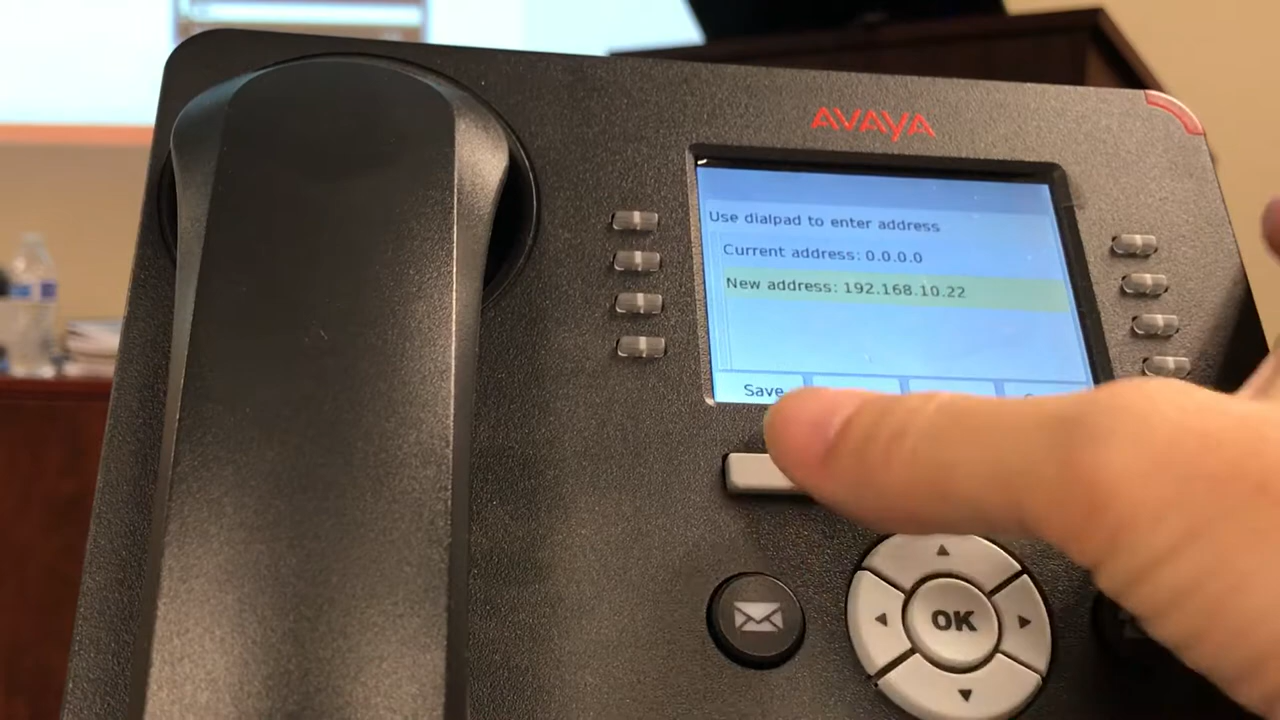 AVAYA
Use dialpad to enter address
Current address: 0.0.0.0
New address: 192.168.10.22
Save
OK